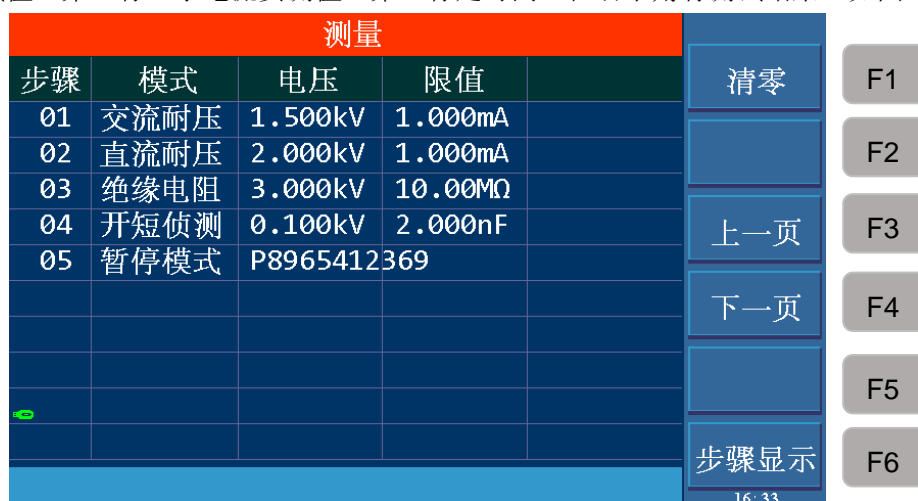 测量
步骤 模式 电压 限值
01 交流耐压 1.500kV 1.000mA
02 直流耐压 2.000kV 1.000mA
03 绝缘电阻 3.000kV 10.00MΩ
04 开短侦测 0.100kV 2.000nF
05 暂停模式 P8965412369
清零 F1
F2
上一页 F3
下一页 F4
F5
步骤显示 F6
16:33